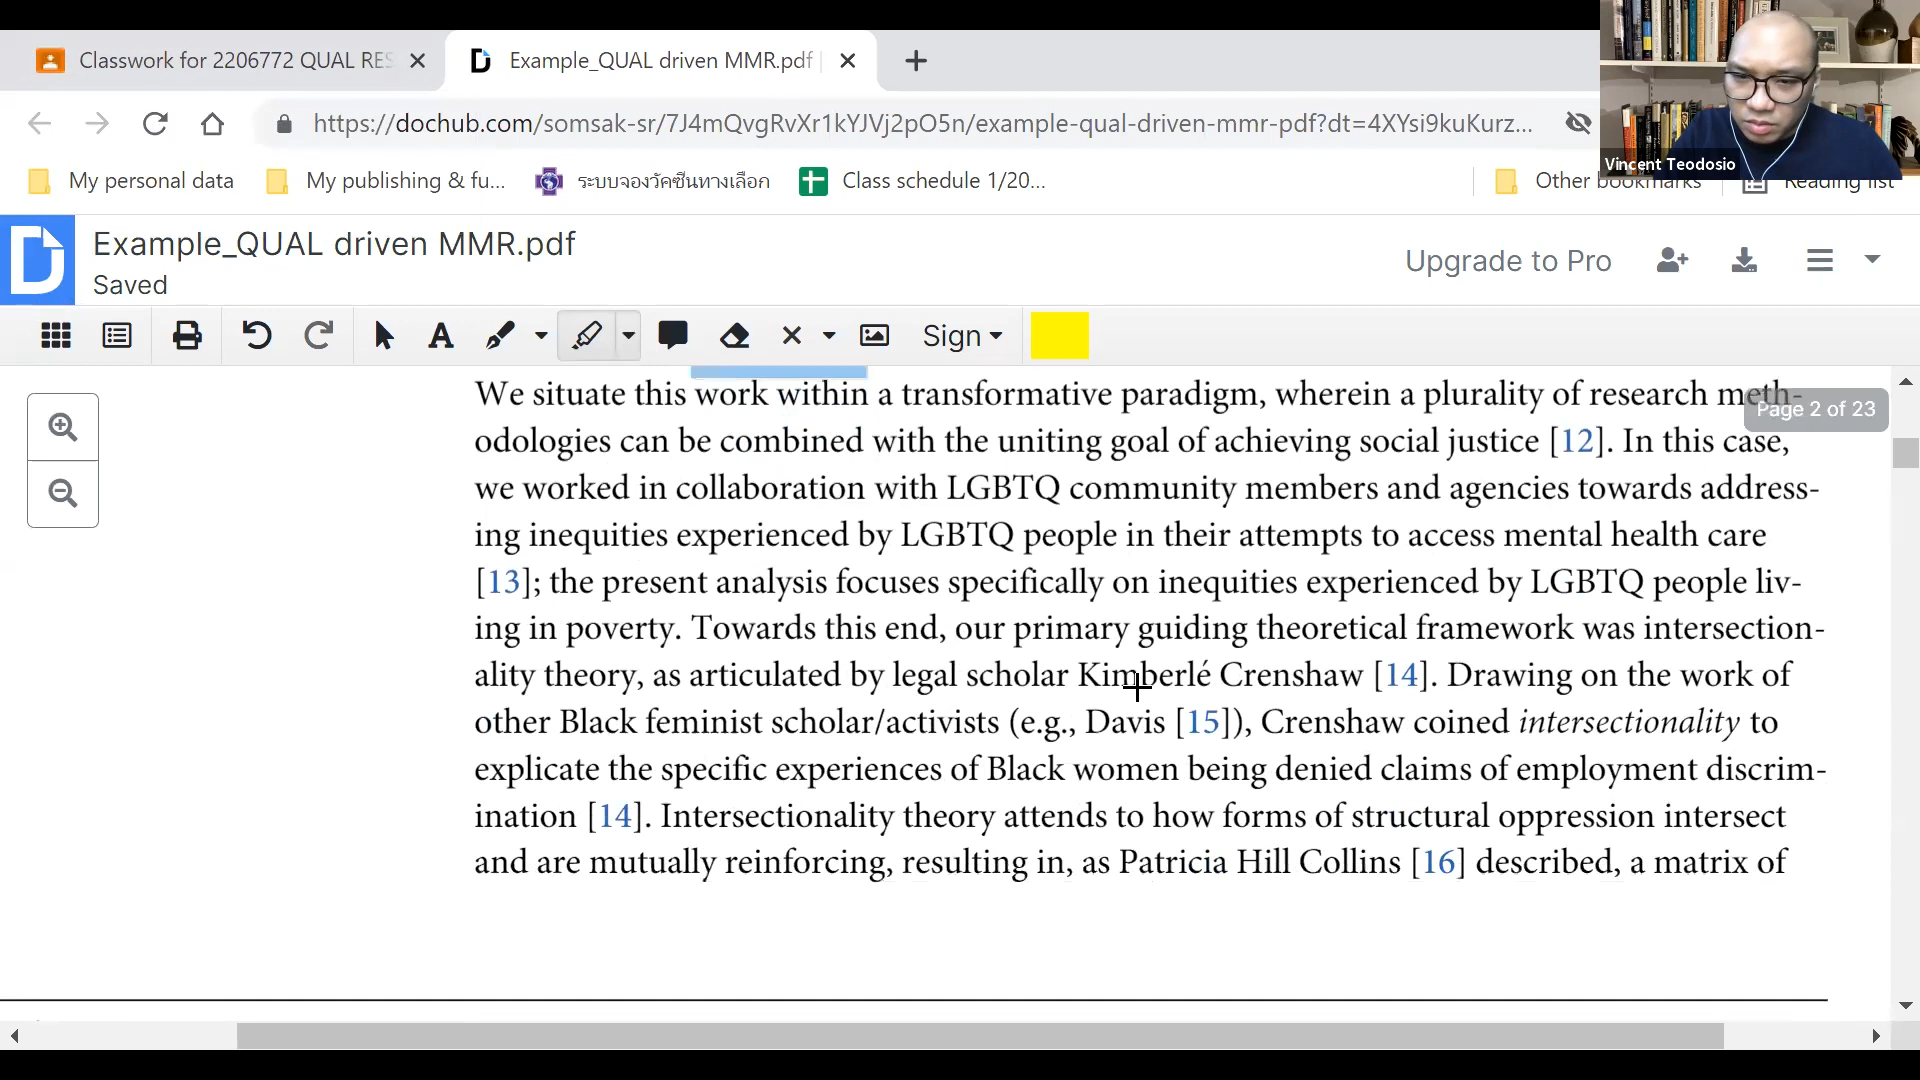 Classwork for 2206772 QUAL RES
Example_QUAL driven MMR.pdf
https://dochub.com/somsak-sr/7J4mQvgRvXr1kYJVj2pO5n/example-qual-driven-mmr-pdf?dt=4XYsi9kuKurz...
Vincent Teodosio
My personal data
My publishing & fu...
ระบบจองวัคซีนทางเลือก
Class schedule 1/20...
Other bookmarks
Reading list
Example_QUAL driven MMR.pdf
Saved
Upgrade to Pro
A
Sign
Page 2 of 23
We situate this work within a transformative paradigm, wherein a plurality of research meth-
odologies can be combined with the uniting goal of achieving social justice [12]. In this case,
we worked in collaboration with LGBTQ community members and agencies towards address-
ing inequities experienced by LGBTQ people in their attempts to access mental health care
[13]; the present analysis focuses specifically on inequities experienced by LGBTQ people liv-
ing in poverty. Towards this end, our primary guiding theoretical framework was intersection-
ality theory, as articulated by legal scholar Kimberlé Crenshaw [14]. Drawing on the work of
other Black feminist scholar/activists (e.g., Davis [15]), Crenshaw coined intersectionality to
explicate the specific experiences of Black women being denied claims of employment discrim-
ination [14]. Intersectionality theory attends to how forms of structural oppression intersect
and are mutually reinforcing, resulting in, as Patricia Hill Collins [16] described, a matrix of